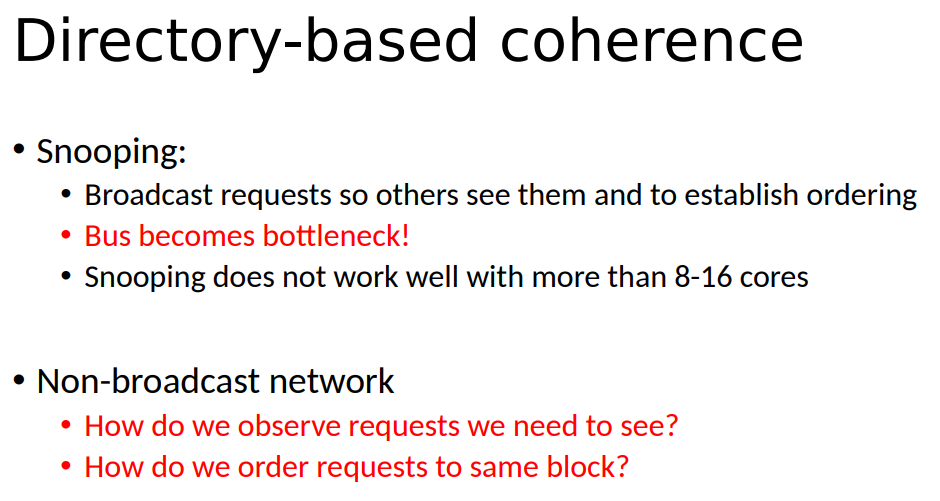 Directory-based coherence
• Snooping:
• Broadcast requests so others see them and to establish ordering
• Bus becomes bottleneck!
• Snooping does not work well with more than 8-16 cores
• Non-broadcast network
• How do we observe requests we need to see?
• How do we order requests to same block?